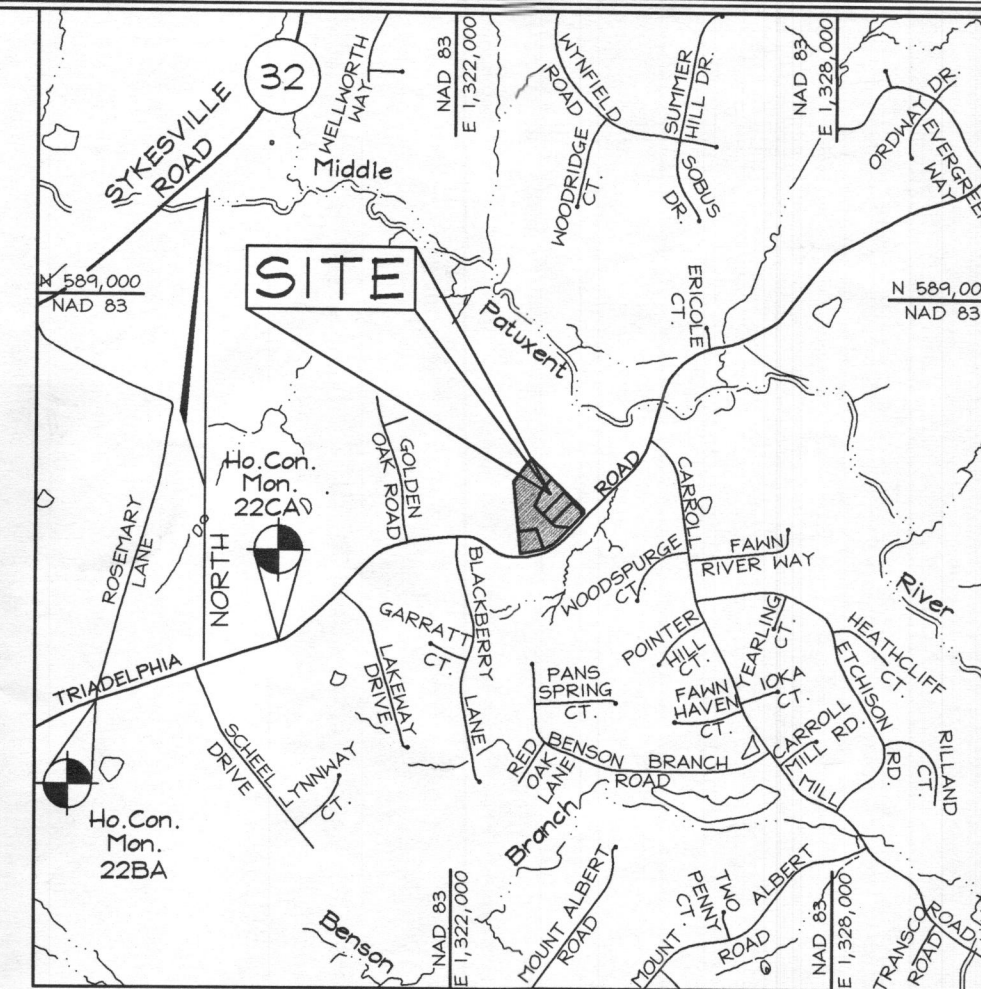 32
SYKESVILLE
ROAD
WELLWORTH
WAY
NAD 83
E 1,322,000
WYNFIELD
ROAD
SUMMER
HILL DR.
NAD 83
E 1,328,000
ORDWAY DR.
EVERGREEN
WAY
Middle
WOODRIDGE
CT.
SOBUS
DR.
N 589,000
NAD 83
SITE
Patuxent
ERICOLE
CT.
N 589,00
NAD 83
ROSEMARY
LANE
NORTH
Ho.Con.
Mon.
22CA
GOLDEN
OAK ROAD
ROAD
CARROLL
WOODSPURGE
CT.
FAWN
RIVER WAY
River
BLACKBERRY
LANE
GARRATT
CT.
LAKEWAY
DRIVE
POINTER
HILL
CT.
YEARLING
CT.
HEATHCLIFF
CT.
ETCHISON
RD.
TRIADELPHIA
PANS
SPRING
CT.
FAWN
HAVEN
CT.
IOKA
CT.
CARROLL
MILL RD.
MILL
RILLAND
CT.
SCHEEL
DRIVE
LYNNWAY
CT.
RED
OAK
LANE
BENSON BRANCH
ROAD
Ho.Con.
Mon.
22BA
Branch
Benson
NAD 83
E 1,322,000
MOUNT ALBERT
ROAD
TWO
PENNY
CT.
MOUNT ALBERT
ROAD
NAD 83
E 1,328,000
TRANSCO
ROAD
ROAD